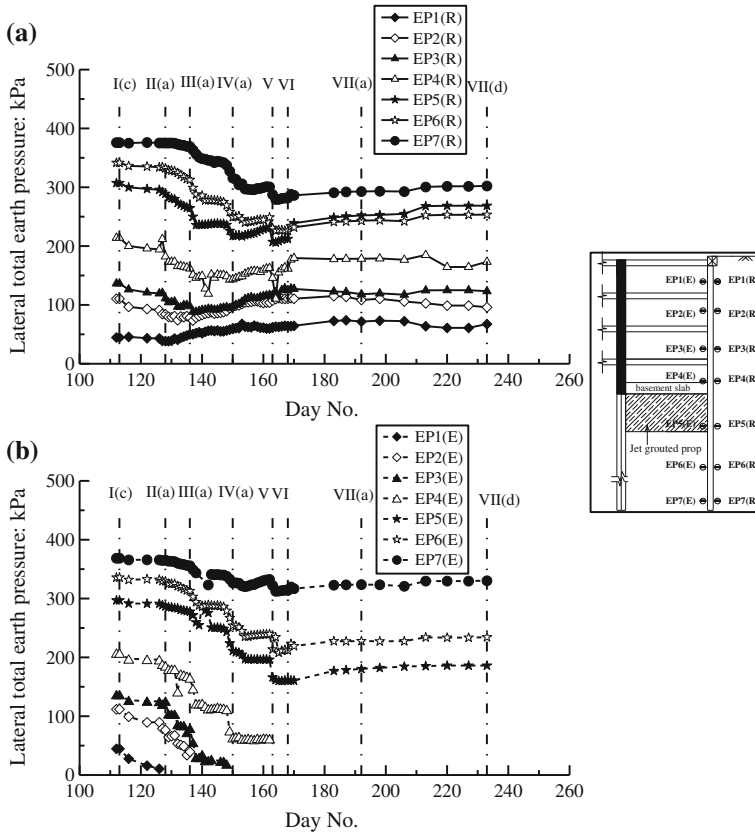 (a)
EP1(R)
EP2(R)
EP3(R)
EP4(R)
EP5(R)
EP6(R)
EP7(R)
I(c) II(a) III(a) IV(a) V VI VII(a) VII(d)
Lateral total earth pressure: kPa
500
400
300
200
100
0
100 120 140 160 180 200 220 240 260
Day No.
(b)
EP1(E)
EP2(E)
EP3(E)
EP4(E)
EP5(E)
EP6(E)
EP7(E)
I(c) II(a) III(a) IV(a) V VI VII(a) VII(d)
Lateral total earth pressure: kPa
500
400
300
200
100
0
100 120 140 160 180 200 220 240 260
Day No.
EP1(E) EP1(R)
EP2(E) EP2(R)
EP3(E) EP3(R)
EP4(E) EP4(R)
basement slab
EP5(E) EP5(R)
Jet grouted prop
EP6(E) EP6(R)
EP7(E) EP7(R)